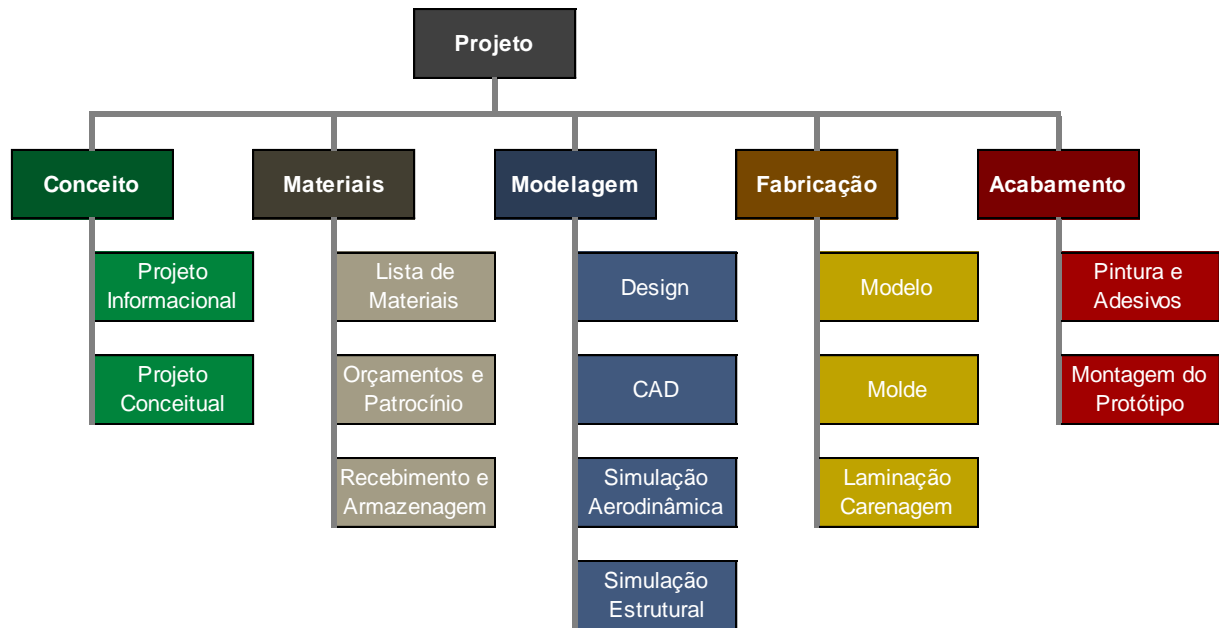 Projeto
Conceito
Materiais
Modelagem
Fabricação
Acabamento
Projeto
Informacional
Projeto
Conceitual
Lista de
Materiais
Orçamentos e
Patrocínio
Recebimento e
Armazenagem
Design
CAD
Simulação
Aerodinâmica
Simulação
Estrutural
Modelo
Molde
Laminação
Carenagem
Pintura e
Adesivos
Montagem do
Protótipo